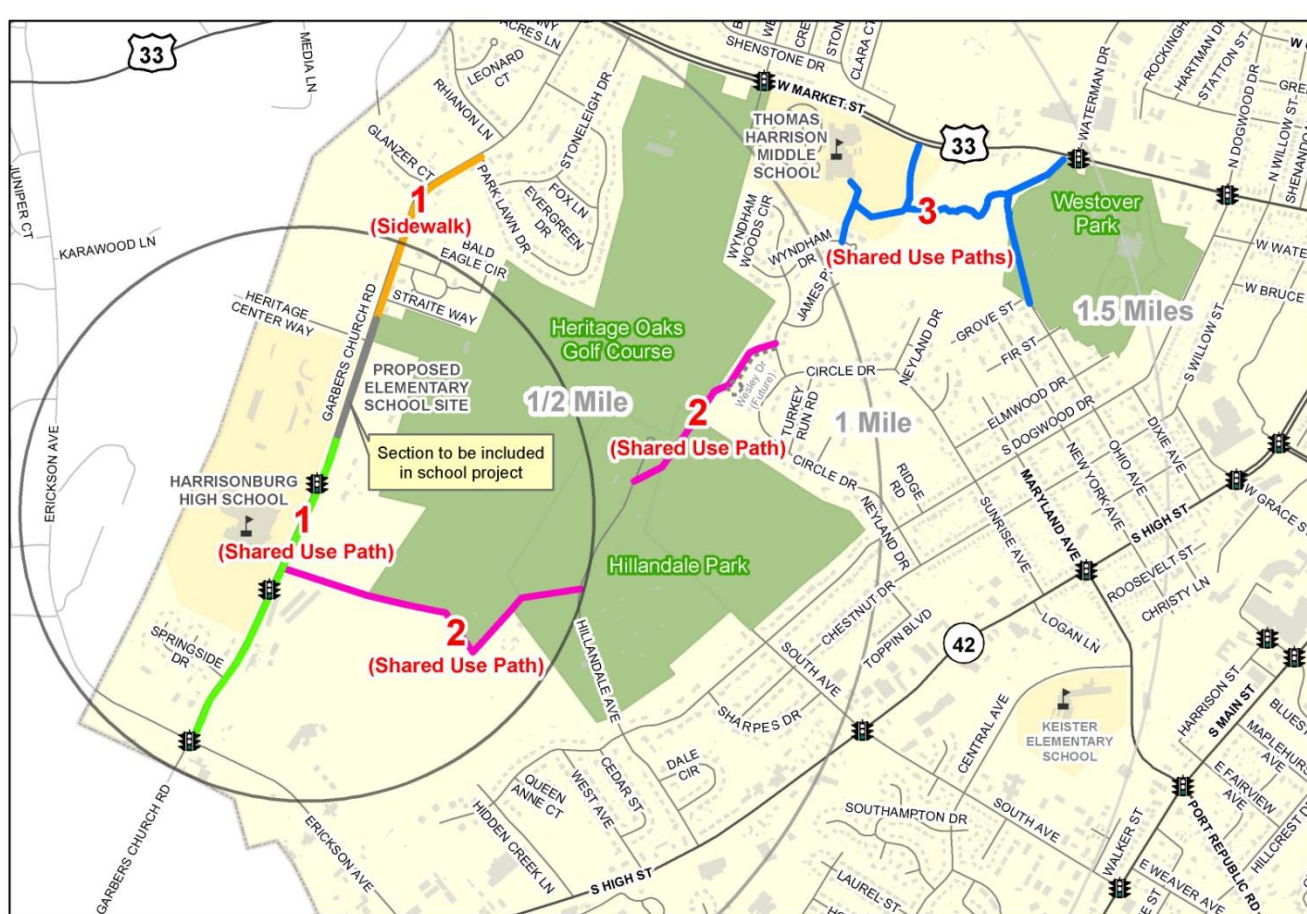 33
MEDIA LN
ACRES LN
LEONARD
CT
RHIANON LN
STONELEIGH DR
GLANZER CT
PARK LAWN DR
FOX LN
EVERGREEN
DR
SHENSTONE DR
CLARA CT
W MARKET ST
33
WATERMAN DR
HARTMAN DR
STATTON ST
N DOGWOOD DR
N WILLOW ST
THOMAS
HARRISON
MIDDLE
SCHOOL
Westover
Park
JUNIPER CT
KARAWOOD LN
1
(Sidewalk)
BALD
EAGLE CIR
STRAITE WAY
HERITAGE
CENTER WAY
GARBERS CHURCH RD
WYNDHAM
WOODS CIR
WYNDHAM
DR
3
(Shared Use Paths)
1.5 Miles
W BRUCE
S WILLOW ST
GROVE ST
FIR ST
NEYLAND DR
Heritage Oaks
Golf Course
PROPOSED
ELEMENTARY
SCHOOL SITE
1/2 Mile
Wesley Dr
(Future)
CIRCLE DR
TURKEY
RUN RD
1 Mile
ELMWOOD DR
S DOGWOOD DR
2
(Shared Use Path)
Section to be included
in school project
ERICKSON AVE
HARRISONBURG
HIGH SCHOOL
1
(Shared Use Path)
CIRCLE DR
RIDGE
RD
NEYLAND DR
SUNRISE AVE
MARYLAND AVE
NEW YORK AVE
OHIO AVE
DIXIE AVE
S HIGH ST
W GRACE S
ROOSEVELT ST
CHRISTY LN
Hillandale Park
CHESTNUT DR
TOPPIN BLVD
LOGAN LN
SPRINGSIDE
DR
2
(Shared Use Path)
HILLANDALE AVE
SOUTH AVE
42
SHARPES DR
CENTRAL AVE
KEISTER
ELEMENTARY
SCHOOL
HARRISON ST
S MAIN ST
MAPLEHURST
AVE
E FAIRVIEW
AVE
DALE
CIR
CEDAR ST
WEST AVE
QUEEN
ANNE CT
HIDDEN CREEK LN
SOUTHAMPTON DR
SOUTH AVE
WALKER ST
PORT REPUBLIC RD
E WEAVER AVE
GARBERS CHURCH RD
ERICKSON AVE
S HIGH ST
LAUREL ST